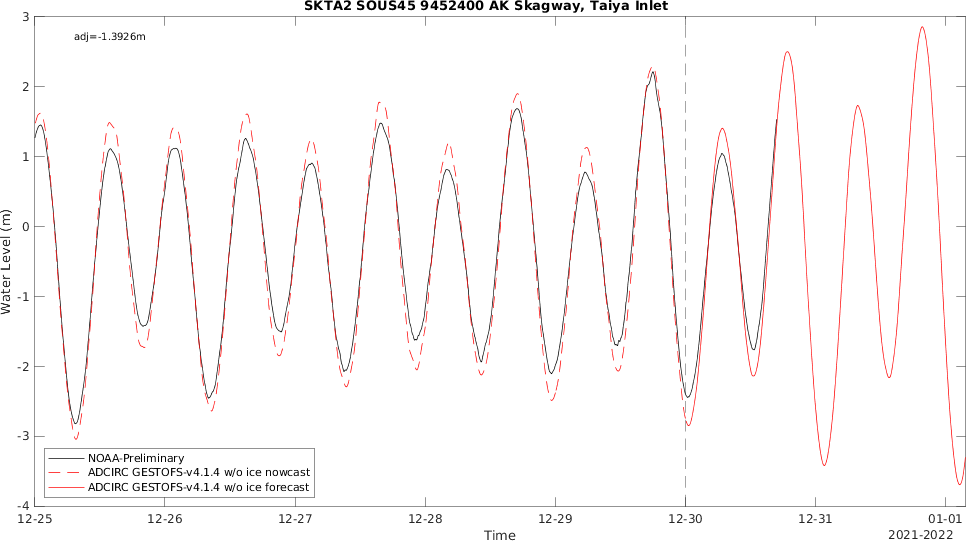 SKTA2 SOUS45 9452400 AK Skagway, Taiya Inlet
adj=-1.3926m
3
2
1
0
-1
-2
-3
-4
Water Level (m)
NOAA-Preliminary
ADCIRC GESTOFS-v4.1.4 w/o ice nowcast
ADCIRC GESTOFS-v4.1.4 w/o ice forecast
12-25 12-26 12-27 12-28 12-29 12-30 12-31 01-01
Time
2021-2022